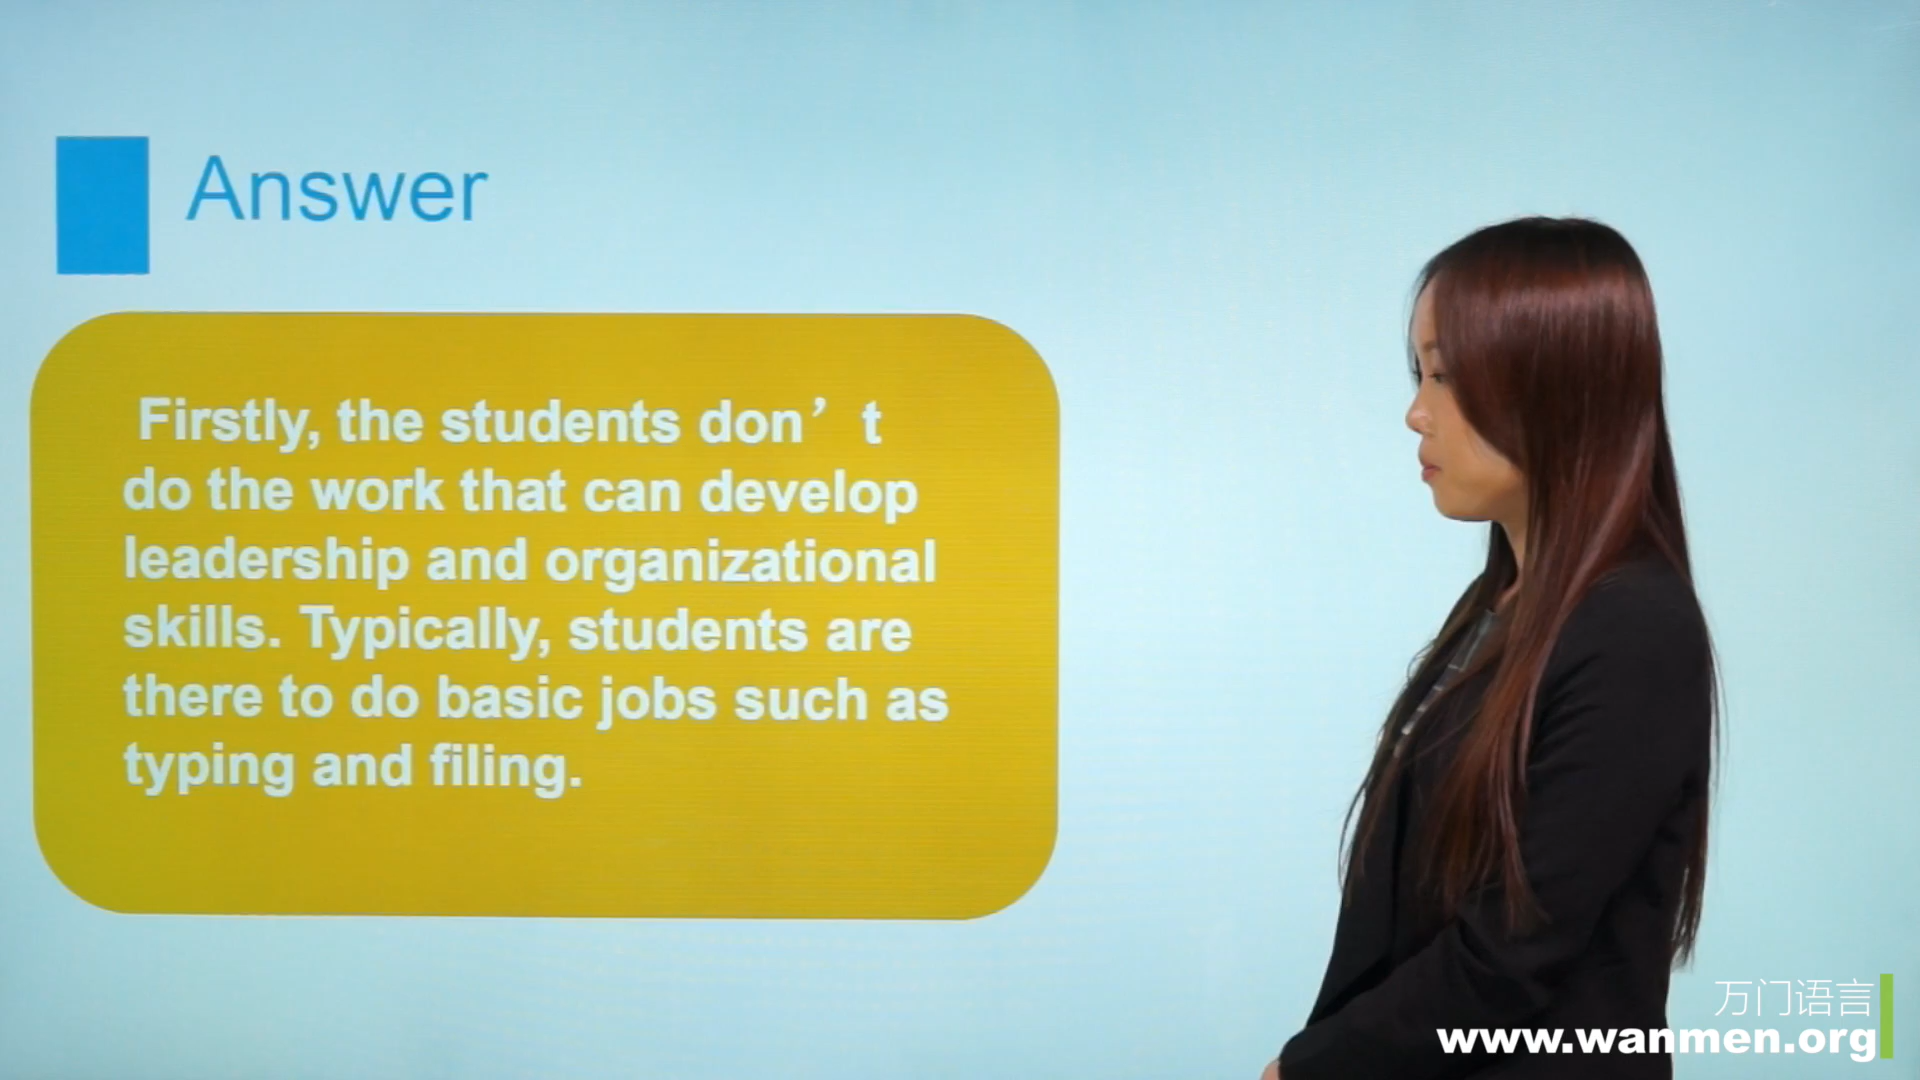 Answer
Firstly, the students don’t
do the work that can develop
leadership and organizational
skills. Typically, students are
there to do basic jobs such as
typing and filing.
万门语言
www.wanmen.org